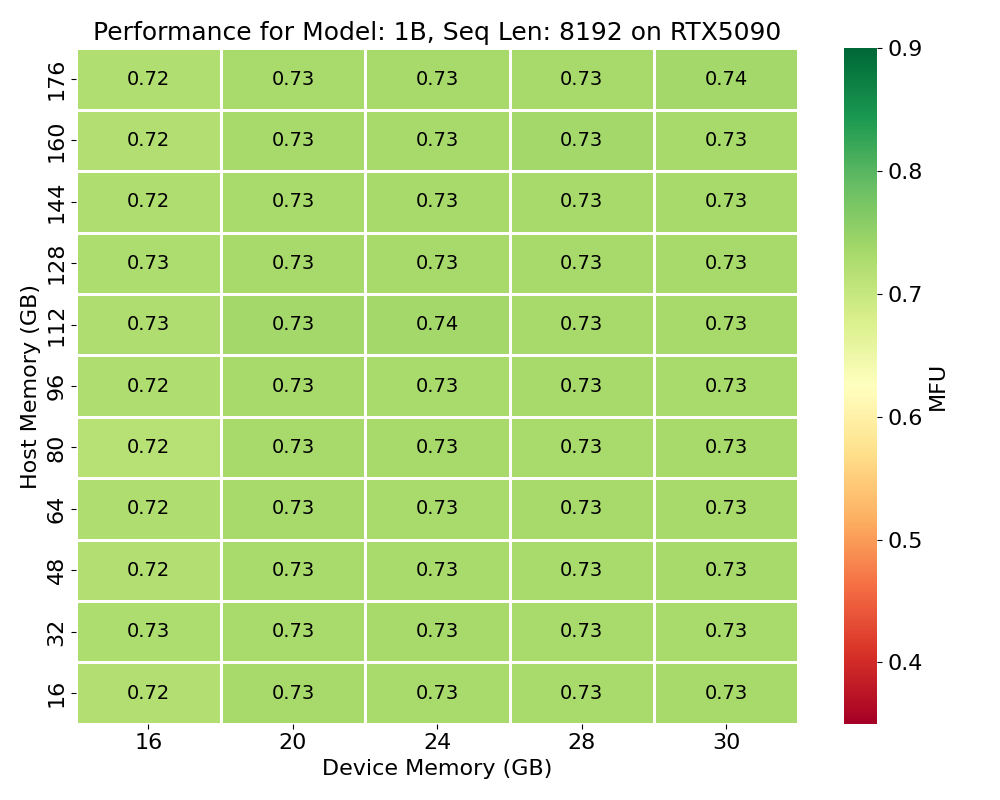 Performance for Model: 1B, Seq Len: 8192 on RTX5090
176 0.72 0.73 0.73 0.73 0.74
160 0.72 0.73 0.73 0.73 0.73
144 0.72 0.73 0.73 0.73 0.73
128 0.73 0.73 0.73 0.73 0.73
112 0.73 0.73 0.74 0.73 0.73
96 0.72 0.73 0.73 0.73 0.73
80 0.72 0.73 0.73 0.73 0.73
64 0.72 0.73 0.73 0.73 0.73
48 0.72 0.73 0.73 0.73 0.73
32 0.73 0.73 0.73 0.73 0.73
16 0.72 0.73 0.73 0.73 0.73
16 20 24 28 30
Device Memory (GB)
Host Memory (GB)
0.9
0.8
0.7
0.6
0.5
0.4
MFU